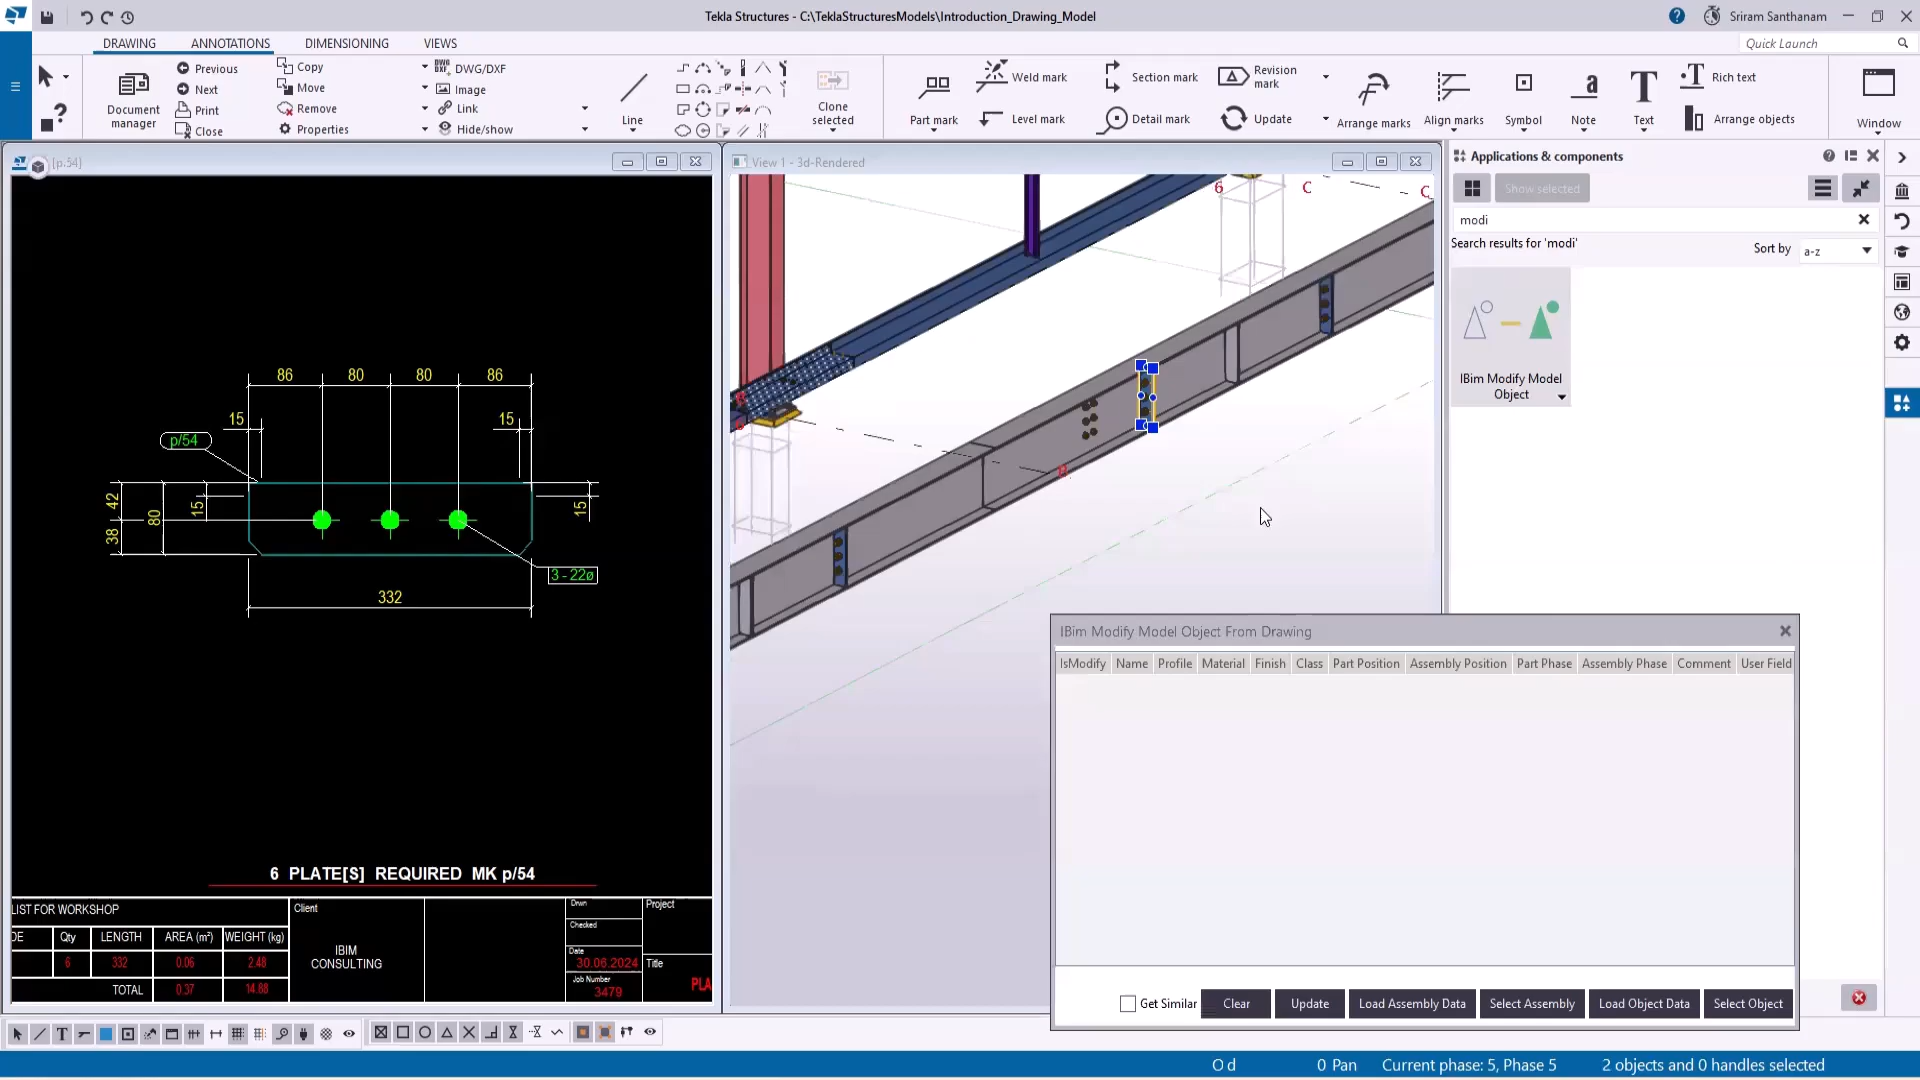 Tekla Structures - C:\TeklaStructuresModels\Introduction_Drawing_Model
Sriram Santhanam
DRAWING ANNOTATIONS DIMENSIONING VIEWS
Quick Launch
Document manager
Previous
Next
Print
Close
Copy
Move
Remove
Properties
DWG/DXF
Image
Link
Hide/show
Line
Clone selected
Part mark
Weld mark
Level mark
Section mark
Detail mark
Revision mark
Update
Arrange marks
Align marks
Symbol
Note
Text
Rich text
Arrange objects
Window
[p.54]
View 1 - 3d-Rendered
Applications & components
Show selected
modi
Search results for 'modi'
Sort by a-z
IBim Modify Model Object
86 80 80 86
15 15
p/54
42
38
80
15
15
3 - 22ø
332
6 PLATE[S] REQUIRED MK p/54
LIST FOR WORKSHOP
DE Qty LENGTH AREA (m²) WEIGHT (kg)
6 332 0.06 2.48
TOTAL 0.37 14.88
Client
IBIM CONSULTING
Drwn
Checked
Date
30.06.2024
Job Number
3479
Project
Title
PLA
6 C C
IBim Modify Model Object From Drawing
IsModify Name Profile Material Finish Class Part Position Assembly Position Part Phase Assembly Phase Comment User Field
Get Similar Clear Update Load Assembly Data Select Assembly Load Object Data Select Object
O d 0 Pan Current phase: 5, Phase 5 2 objects and 0 handles selected